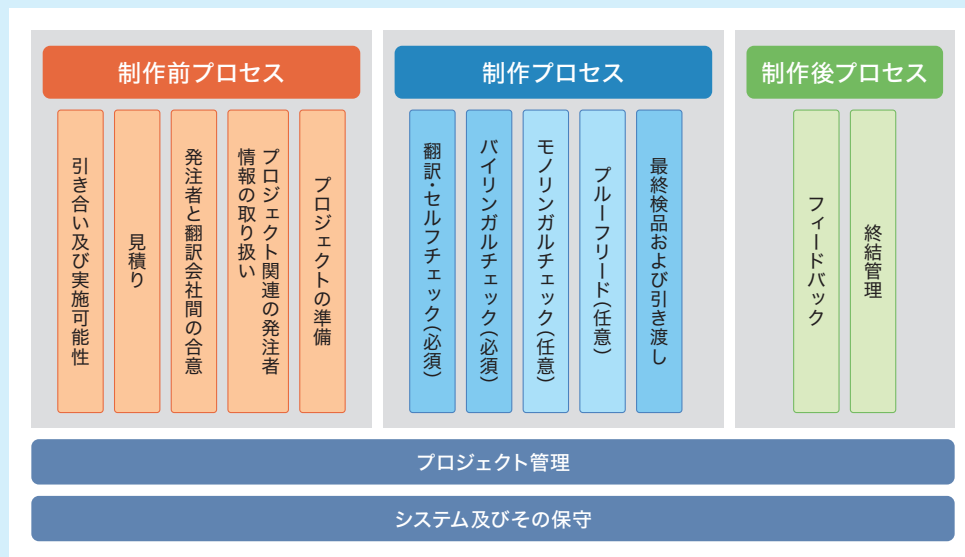 制作前プロセス
引き合い及び実施可能性
見積り
発注者と翻訳会社間の合意
プロジェクト関連の発注者
情報の取り扱い
プロジェクトの準備
制作プロセス
翻訳・セルフチェック(必須)
バイリンガルチェック(必須)
モノリンガルチェック(任意)
プルーフリード(任意)
最終検品および引き渡し
制作後プロセス
フィードバック
終結管理
プロジェクト管理
システム及びその保守